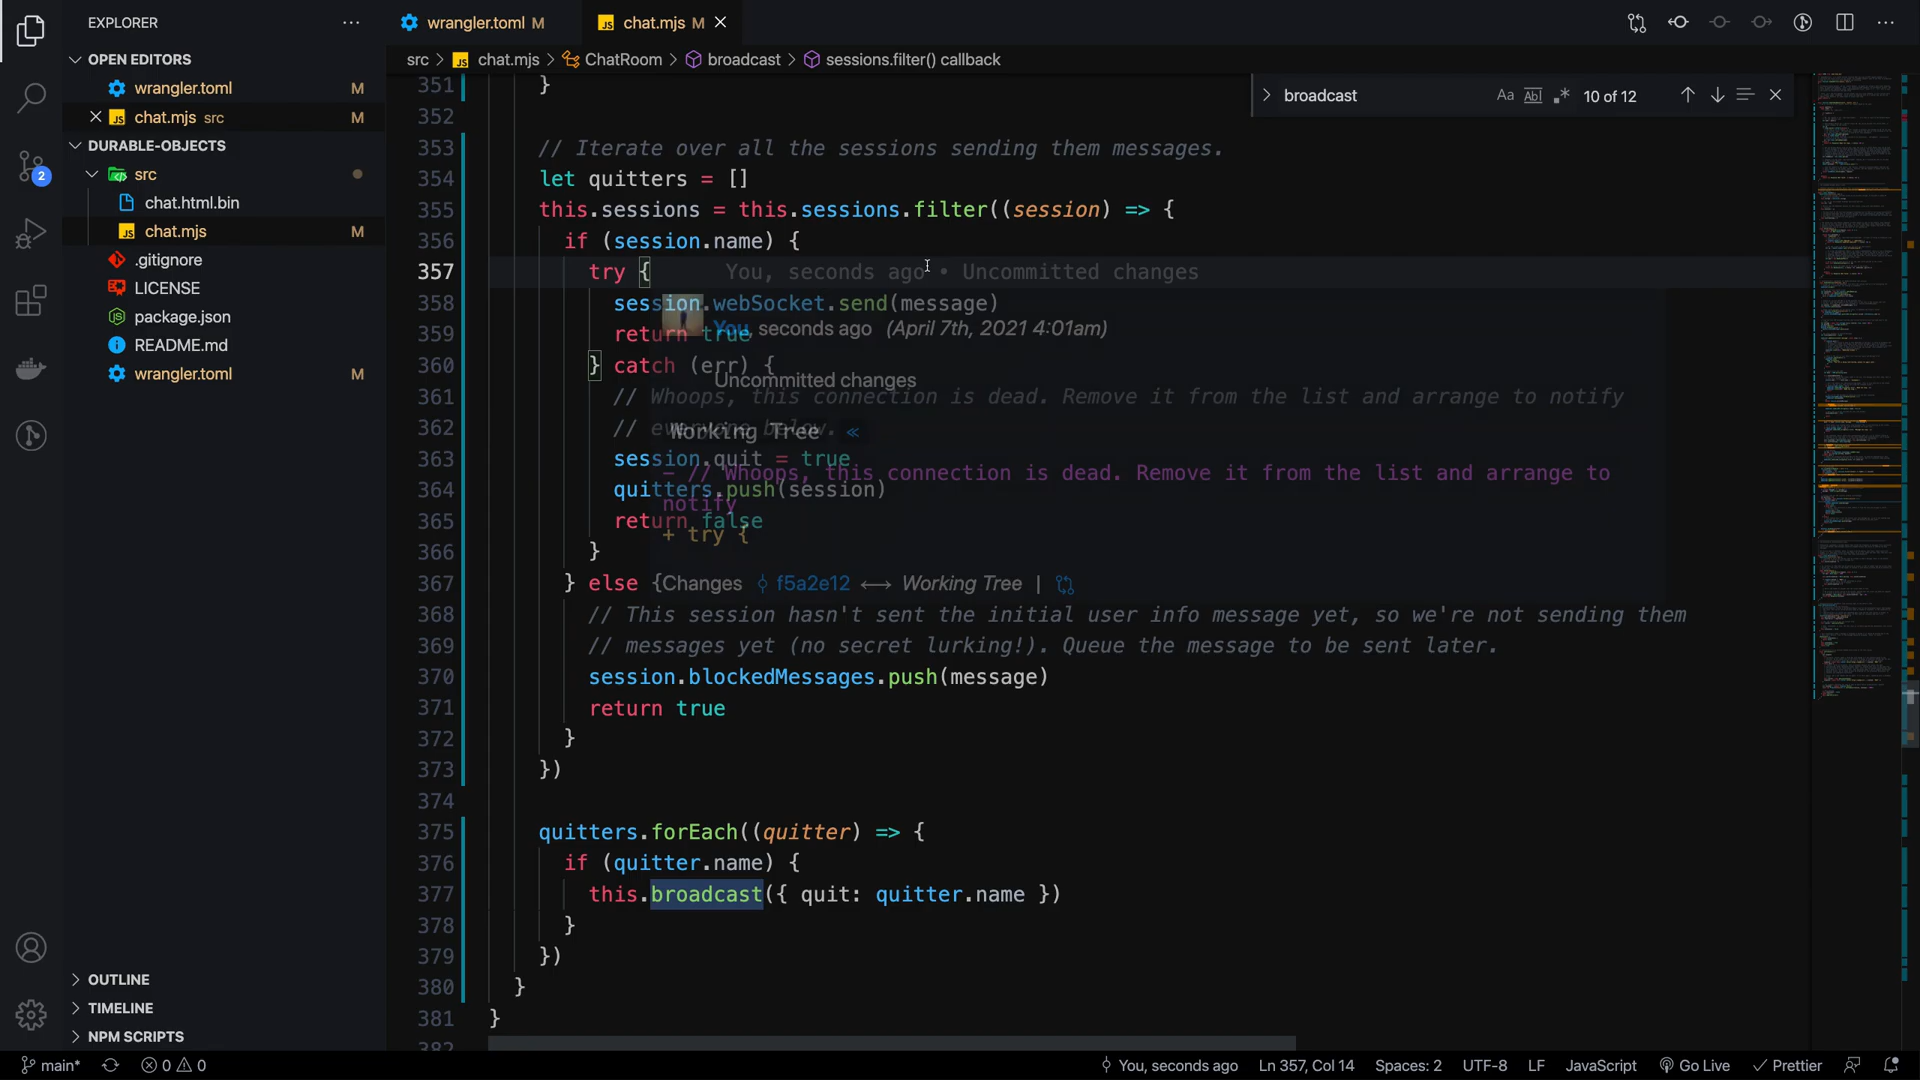 EXPLORER
OPEN EDITORS
wrangler.toml M
chat.mjs src M
DURABLE-OBJECTS
src
chat.html.bin
chat.mjs M
.gitignore
LICENSE
package.json
README.md
wrangler.toml M
OUTLINE
TIMELINE
NPM SCRIPTS
2
wrangler.toml M
chat.mjs M
src > chat.mjs > ChatRoom > broadcast > sessions.filter() callback
broadcast Aa Abl .* 10 of 12
351 }
352
353 // Iterate over all the sessions sending them messages.
354 let quitters = []
355 this.sessions = this.sessions.filter((session) => {
356 if (session.name) {
357 try { You, seconds ago • Uncommitted changes
358 session.webSocket.send(message)
You, seconds ago (April 7th, 2021 4:01am)
359 return true
360 } catch (err) {
Uncommitted changes
361 // Whoops, this connection is dead. Remove it from the list and arrange to notify
362 // everyone below.
Working Tree «
363 session.quit = true
- // Whoops, this connection is dead. Remove it from the list and arrange to
364 quitters.push(session)
notify
365 return false
+ try {
366 }
367 } else {
Changes f5a2e12 ⟷ Working Tree |
368 // This session hasn't sent the initial user info message yet, so we're not sending them
369 // messages yet (no secret lurking!). Queue the message to be sent later.
370 session.blockedMessages.push(message)
371 return true
372 }
373 })
374
375 quitters.forEach((quitter) => {
376 if (quitter.name) {
377 this.broadcast({ quit: quitter.name })
378 }
379 })
380 }
381 }
382
main* 0 0 You, seconds ago Ln 357, Col 14 Spaces: 2 UTF-8 LF JavaScript Go Live Prettier